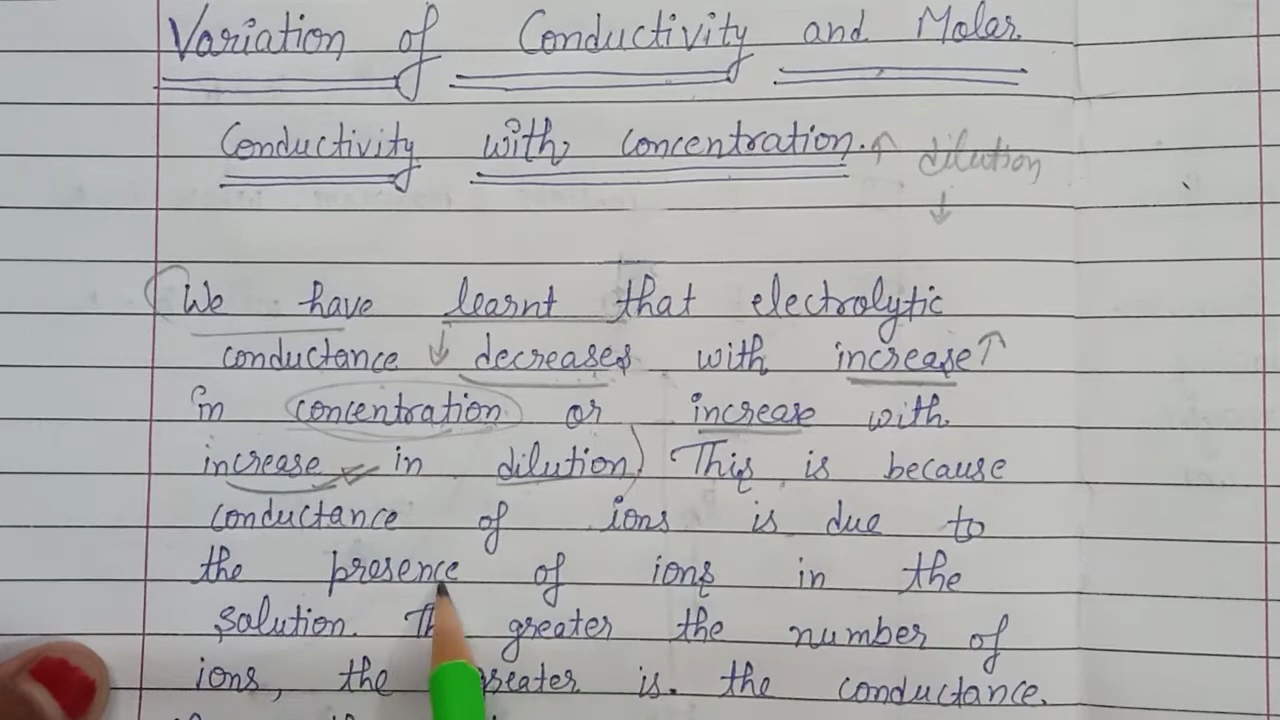 Variation of Conductivity and Molar
Conductivity with concentration. ↑ dilution
↓
We have learnt that electrolytic
conductance ↓ decreases with increase ↑
in concentration or increase with
increase in dilution) This is because
conductance of ions is due to
the presence of ions in the
solution. greater the number of
ions, the greater is the conductance.